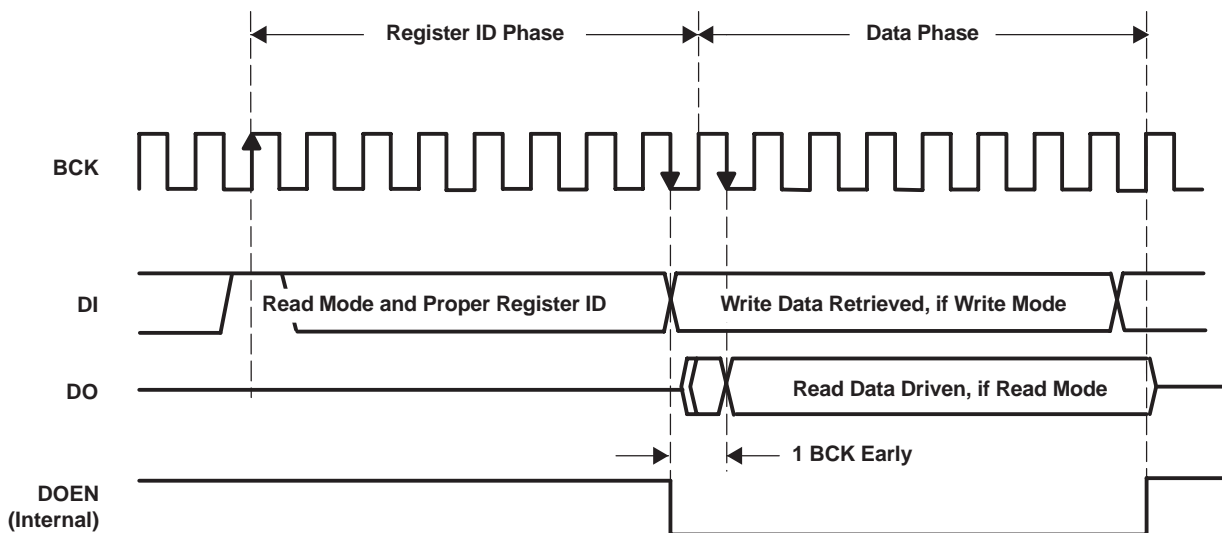 Register ID Phase
Data Phase
BCK
DI
Read Mode and Proper Register ID
Write Data Retrieved, if Write Mode
DO
Read Data Driven, if Read Mode
1 BCK Early
DOEN
(Internal)